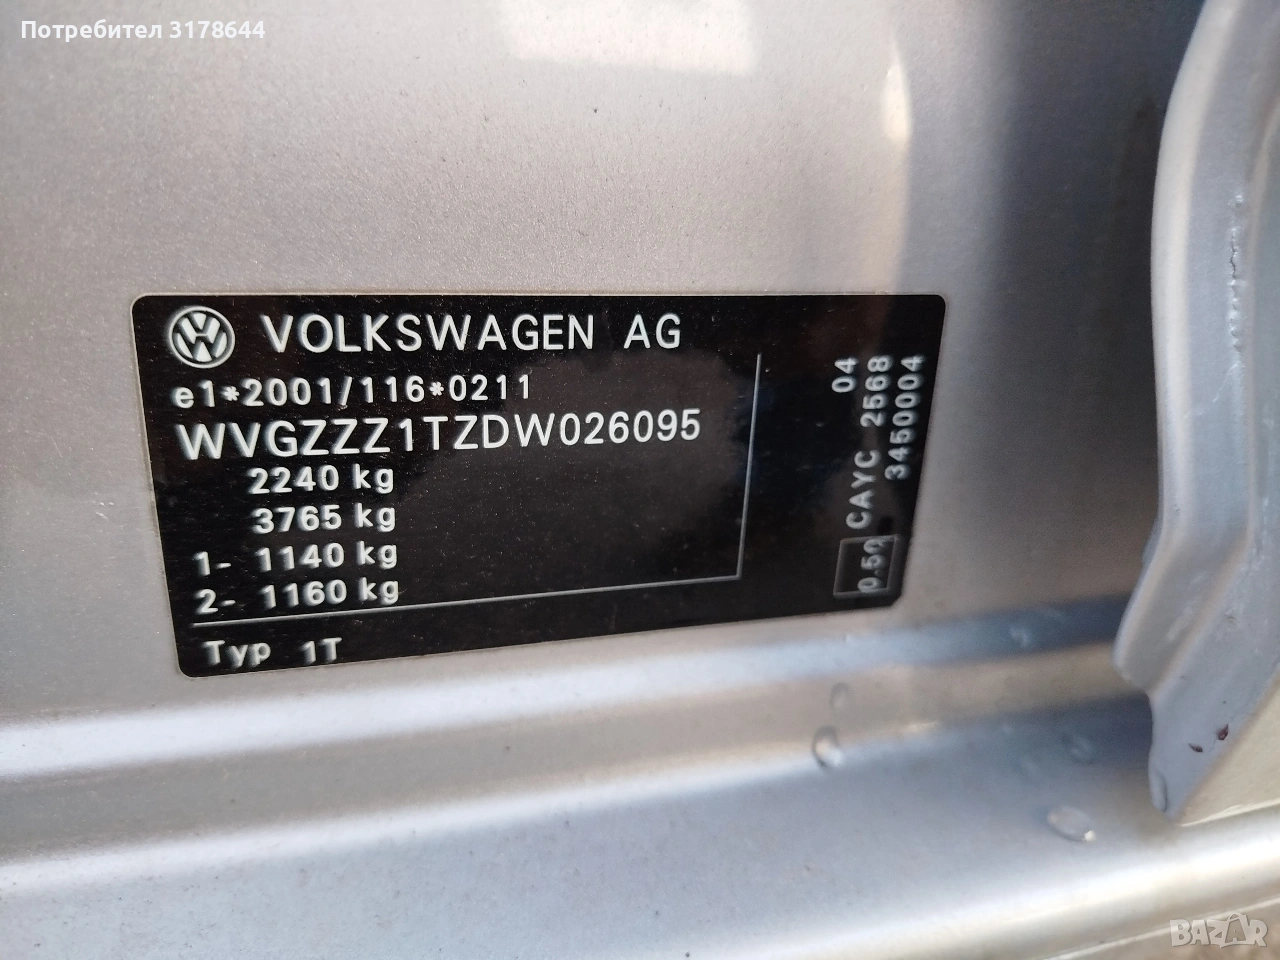 Потребител 3178644
VOLKSWAGEN AG
e1*2001/116*0211
WVGZZZ1TZDW026095
2240 kg
3765 kg
1- 1140 kg
2- 1160 kg
Typ 1T
04
CAYC 2568
3450004
0.50
BAZAR